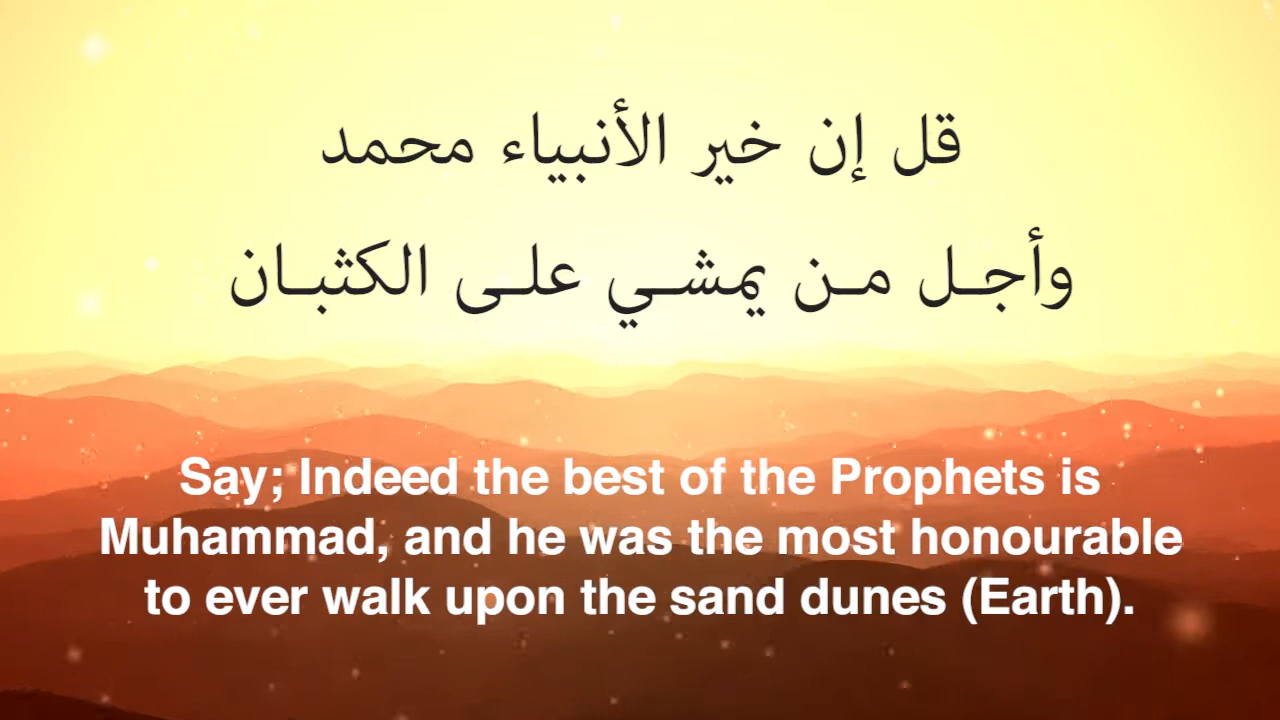 قل إن خير الأنبياء محمد
وأجـل مـن يمشـي علـى الكثبـان
Say; Indeed the best of the Prophets is
Muhammad, and he was the most honourable
to ever walk upon the sand dunes (Earth).